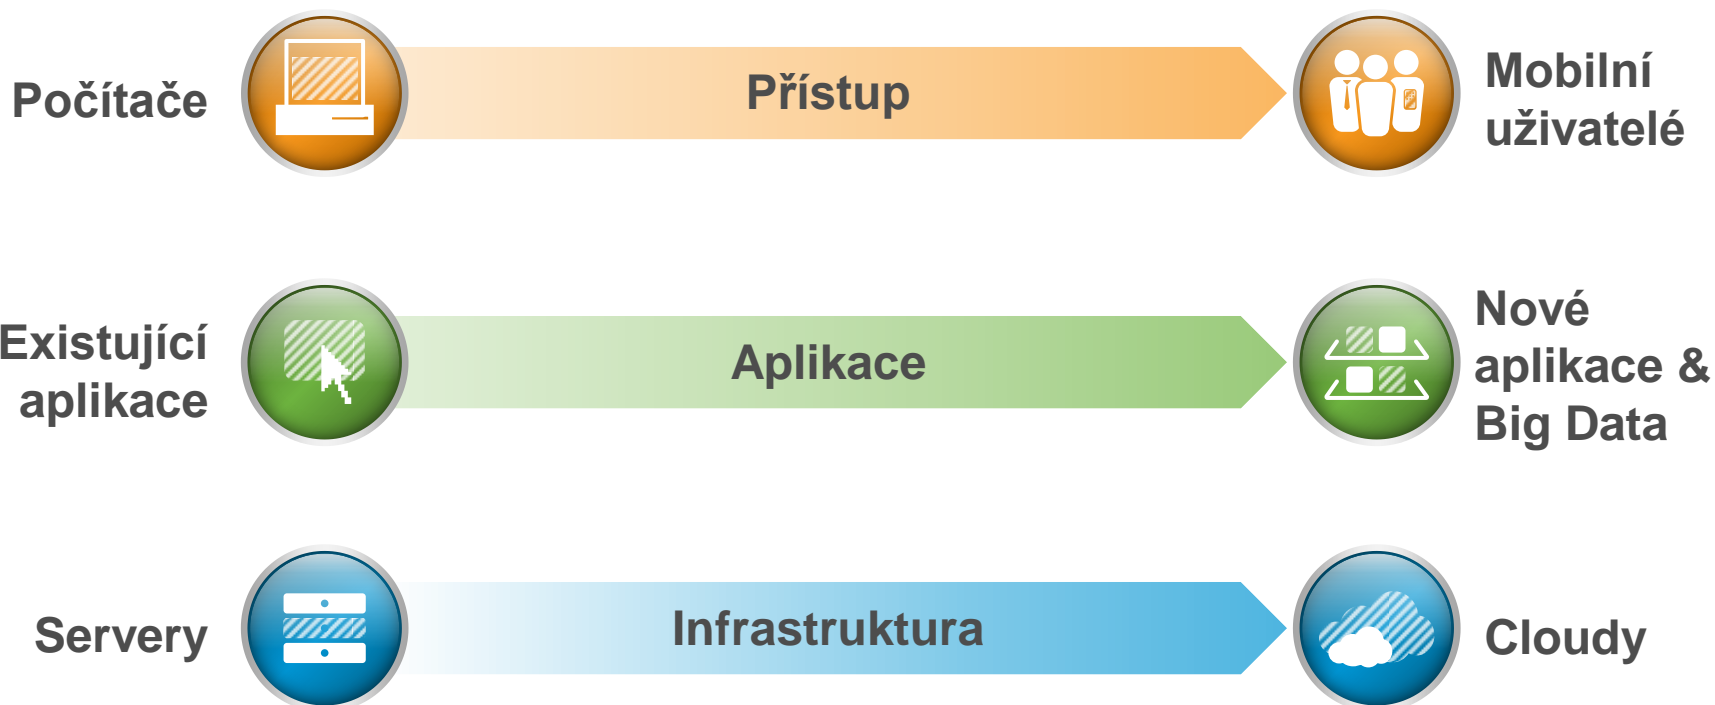 Počítače
Přístup
Mobilní
uživatelé
Existující
aplikace
Aplikace
Nové
aplikace &
Big Data
Servery
Infrastruktura
Cloudy